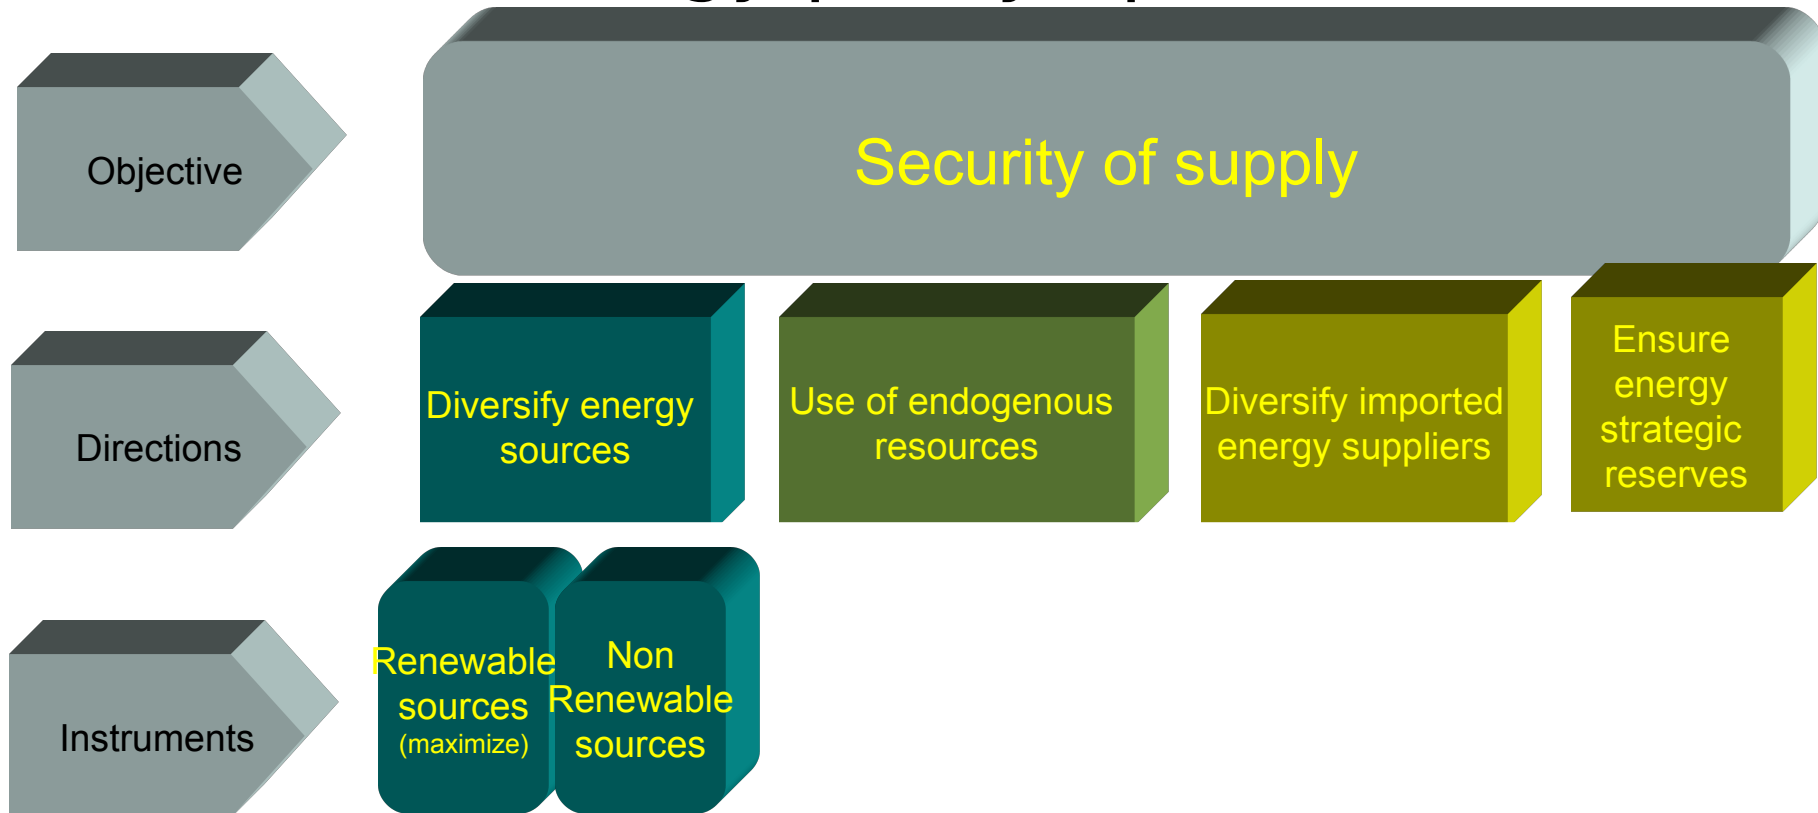 Objective
Security of supply
Directions
Diversify energy
sources
Use of endogenous
resources
Diversify imported
energy suppliers
Ensure
energy
strategic
reserves
Instruments
Renewable
sources
(maximize)
Non
Renewable
sources